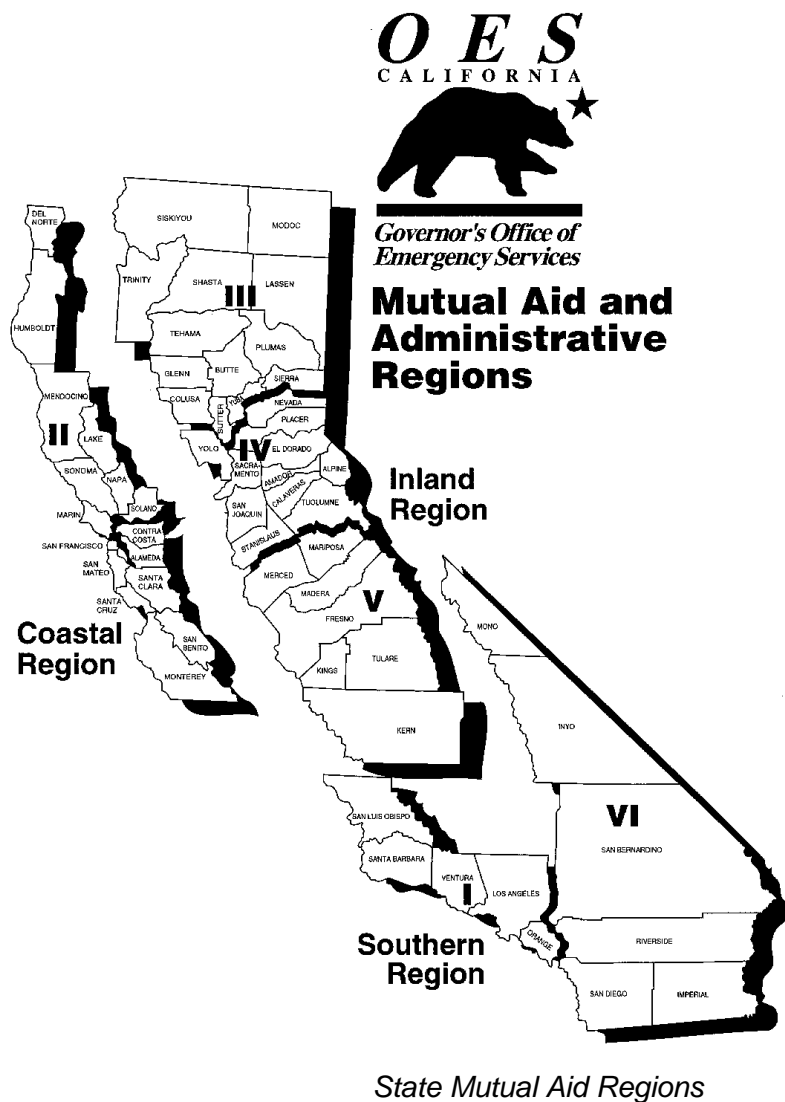 OES
CALIFORNIA
Governor's Office of
Emergency Services
Mutual Aid and
Administrative
Regions
DEL
NORTE
SISKIYOU
MODOC
TRINITY
SHASTA
LASSEN
III
HUMBOLDT
TEHAMA
PLUMAS
GLENN
BUTTE
SIERRA
MENDOCINO
COLUSA
YUBA
SUTTER
NEVADA
PLACER
II
LAKE
YOLO
IV
EL DORADO
SONOMA
NAPA
SACRA-
MENTO
AMADOR
ALPINE
Inland
Region
SOLANO
CALAVERAS
TUOLUMNE
MARIN
SAN
JOAQUIN
CONTRA
COSTA
SAN FRANCISCO
ALAMEDA
STANISLAUS
MARIPOSA
SAN
MATEO
SANTA
CLARA
MERCED
MADERA
SANTA
CRUZ
V
FRESNO
MONO
Coastal
Region
SAN
BENITO
MONTEREY
KINGS
TULARE
KERN
INYO
SAN LUIS OBISPO
VI
SAN BERNARDINO
SANTA BARBARA
VENTURA
I
LOS ANGELES
ORANGE
RIVERSIDE
Southern
Region
SAN DIEGO
IMPERIAL
State Mutual Aid Regions